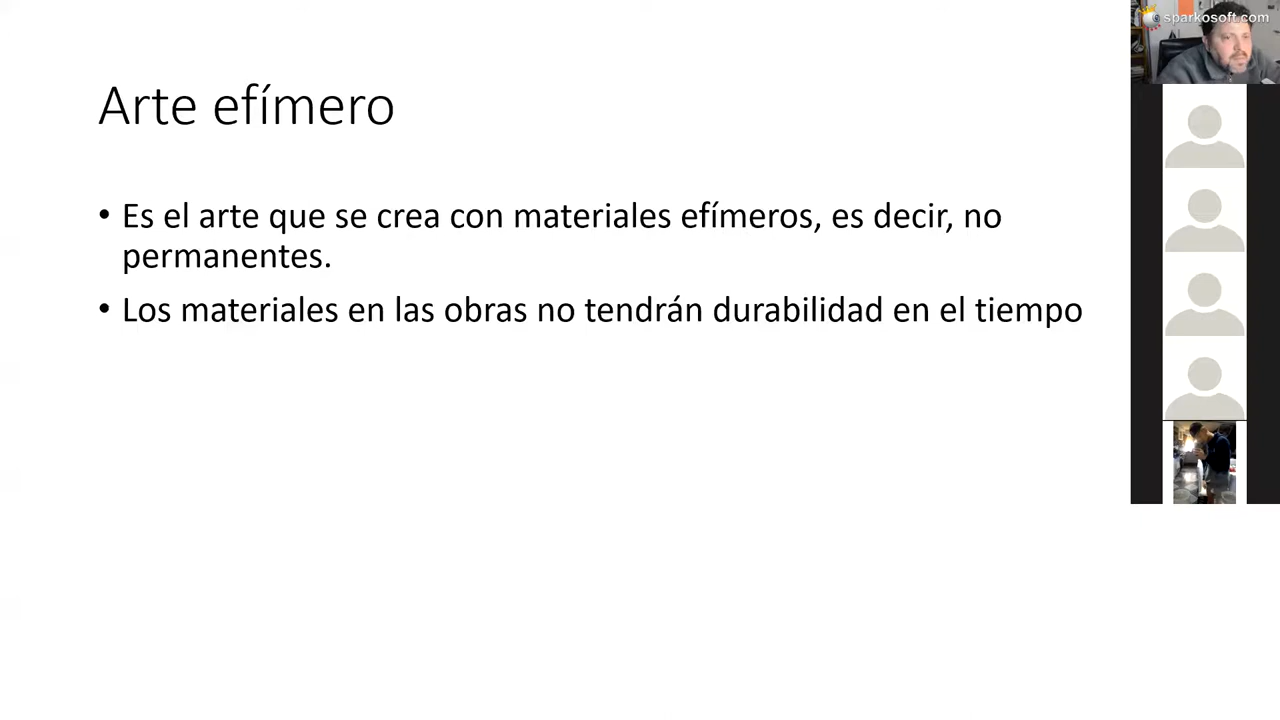 sparkosoft.com
Arte efímero
• Es el arte que se crea con materiales efímeros, es decir, no
permanentes.
• Los materiales en las obras no tendrán durabilidad en el tiempo